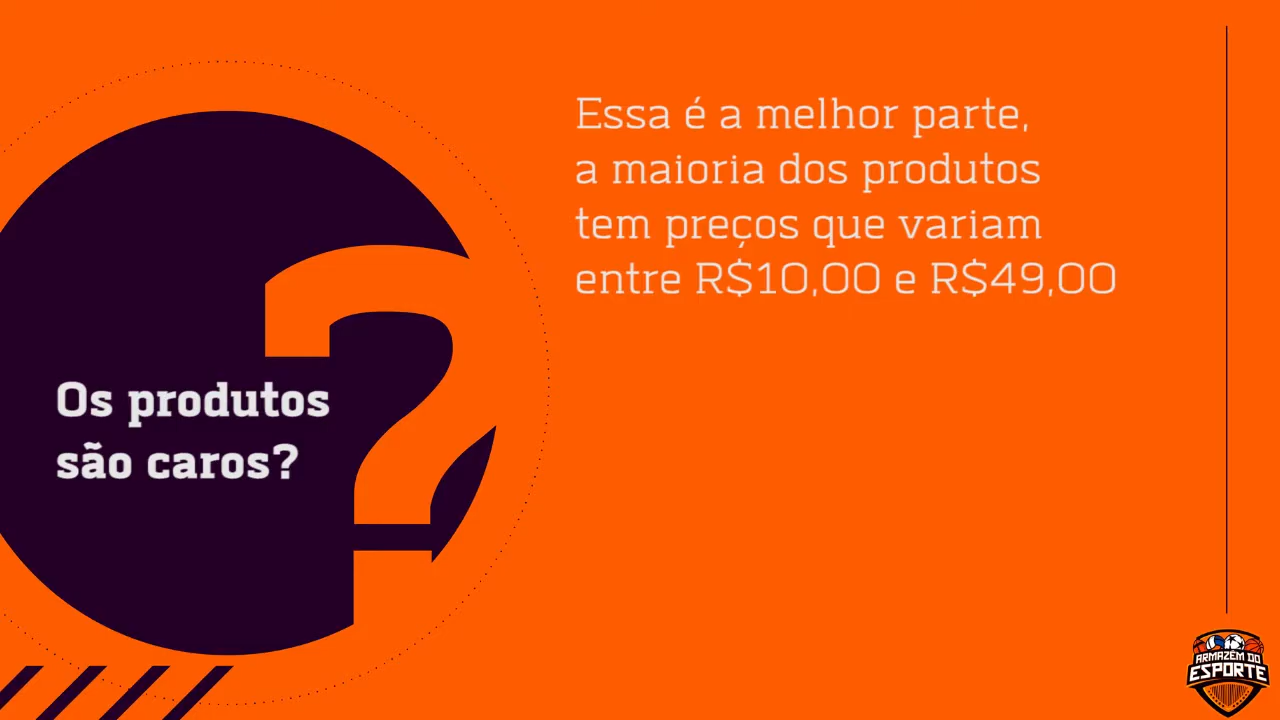 Os produtos
são caros?
Essa é a melhor parte,
a maioria dos produtos
tem preços que variam
entre R$10,00 e R$49,00
ARMAZÉM DO
ESPORTE